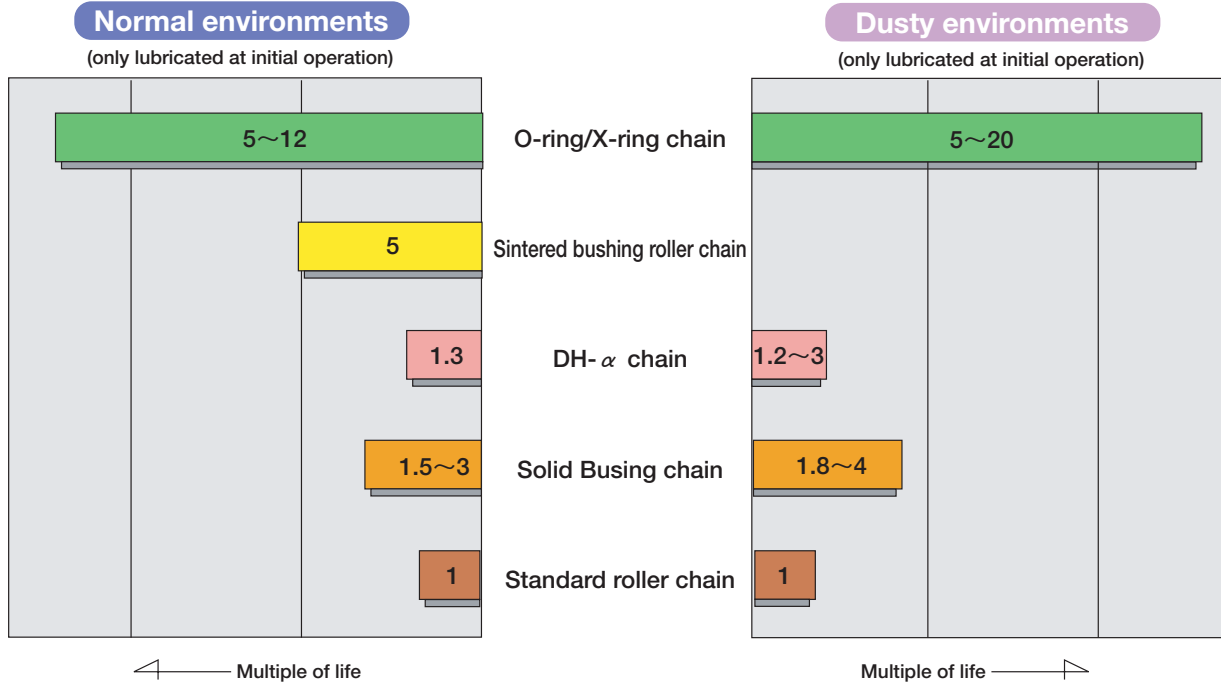 Normal environments
(only lubricated at initial operation)
Dusty environments
(only lubricated at initial operation)
5～12
O-ring/X-ring chain
5～20
5
Sintered bushing roller chain
1.3
DH-α chain
1.2～3
1.5～3
Solid Busing chain
1.8～4
1
Standard roller chain
1
Multiple of life
Multiple of life